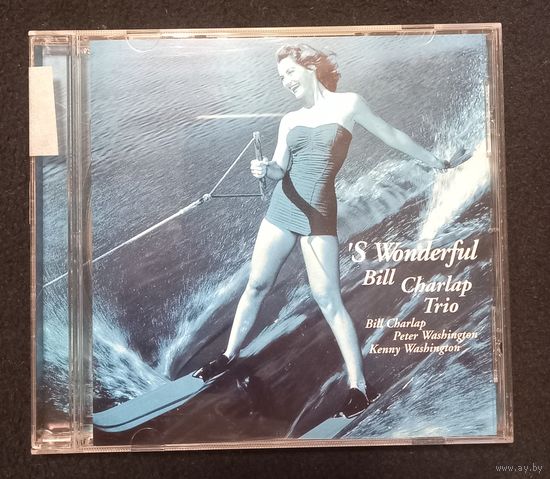 'S Wonderful
Bill Charlap
Trio
Bill Charlap
Peter Washington
Kenny Washington
www.ay.by